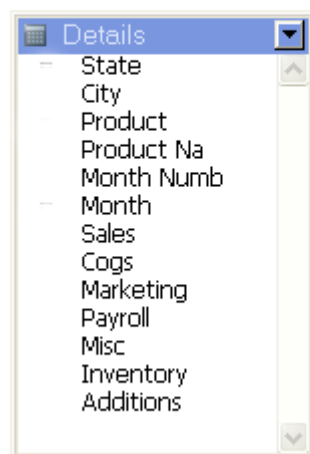 Details
State
City
Product
Product Na
Month Numb
Month
Sales
Cogs
Marketing
Payroll
Misc
Inventory
Additions